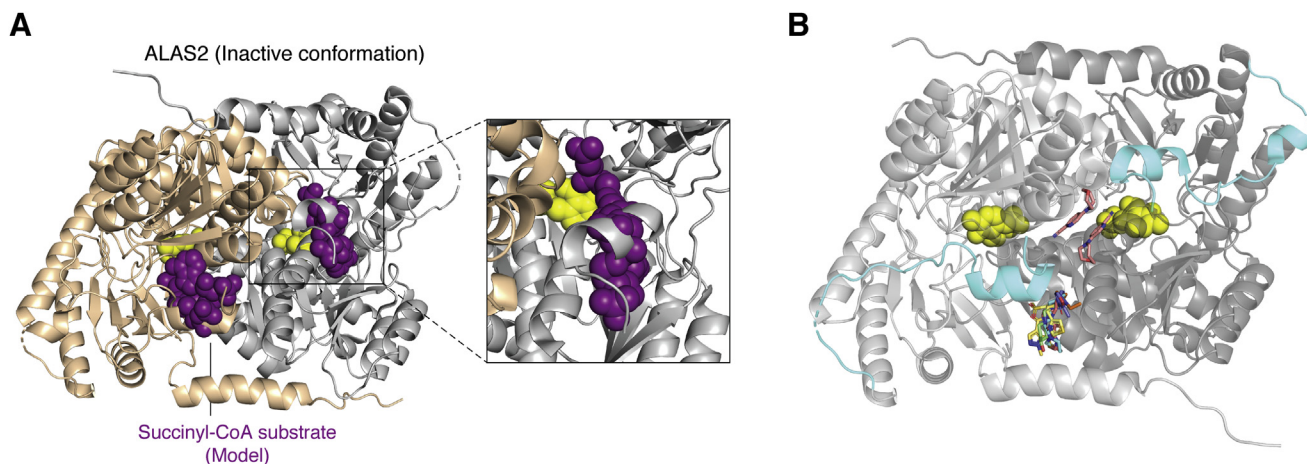 A
B
ALAS2 (Inactive conformation)
Succinyl-CoA substrate
(Model)